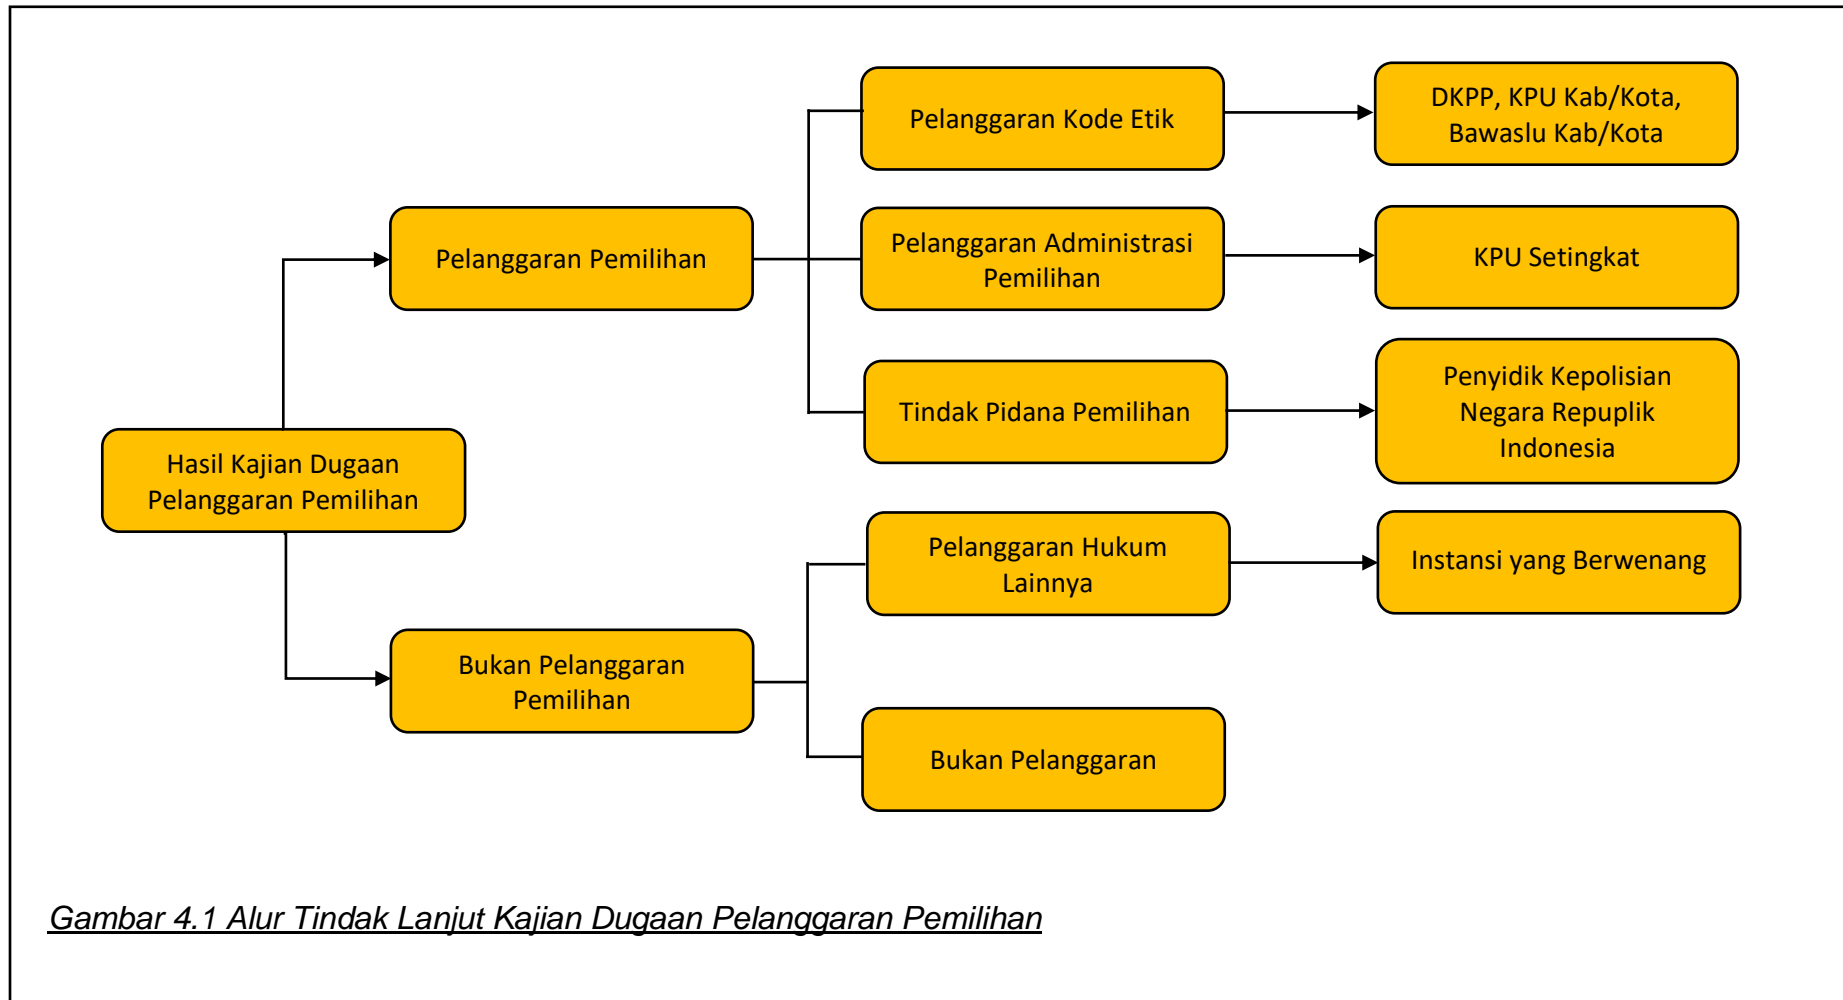 Pelanggaran Kode Etik
DKPP, KPU Kab/Kota,
Bawaslu Kab/Kota
Pelanggaran Pemilihan
Pelanggaran Administrasi
Pemilihan
KPU Setingkat
Tindak Pidana Pemilihan
Penyidik Kepolisian
Negara Repuplik
Indonesia
Hasil Kajian Dugaan
Pelanggaran Pemilihan
Pelanggaran Hukum
Lainnya
Instansi yang Berwenang
Bukan Pelanggaran
Pemilihan
Bukan Pelanggaran
Gambar 4.1 Alur Tindak Lanjut Kajian Dugaan Pelanggaran Pemilihan